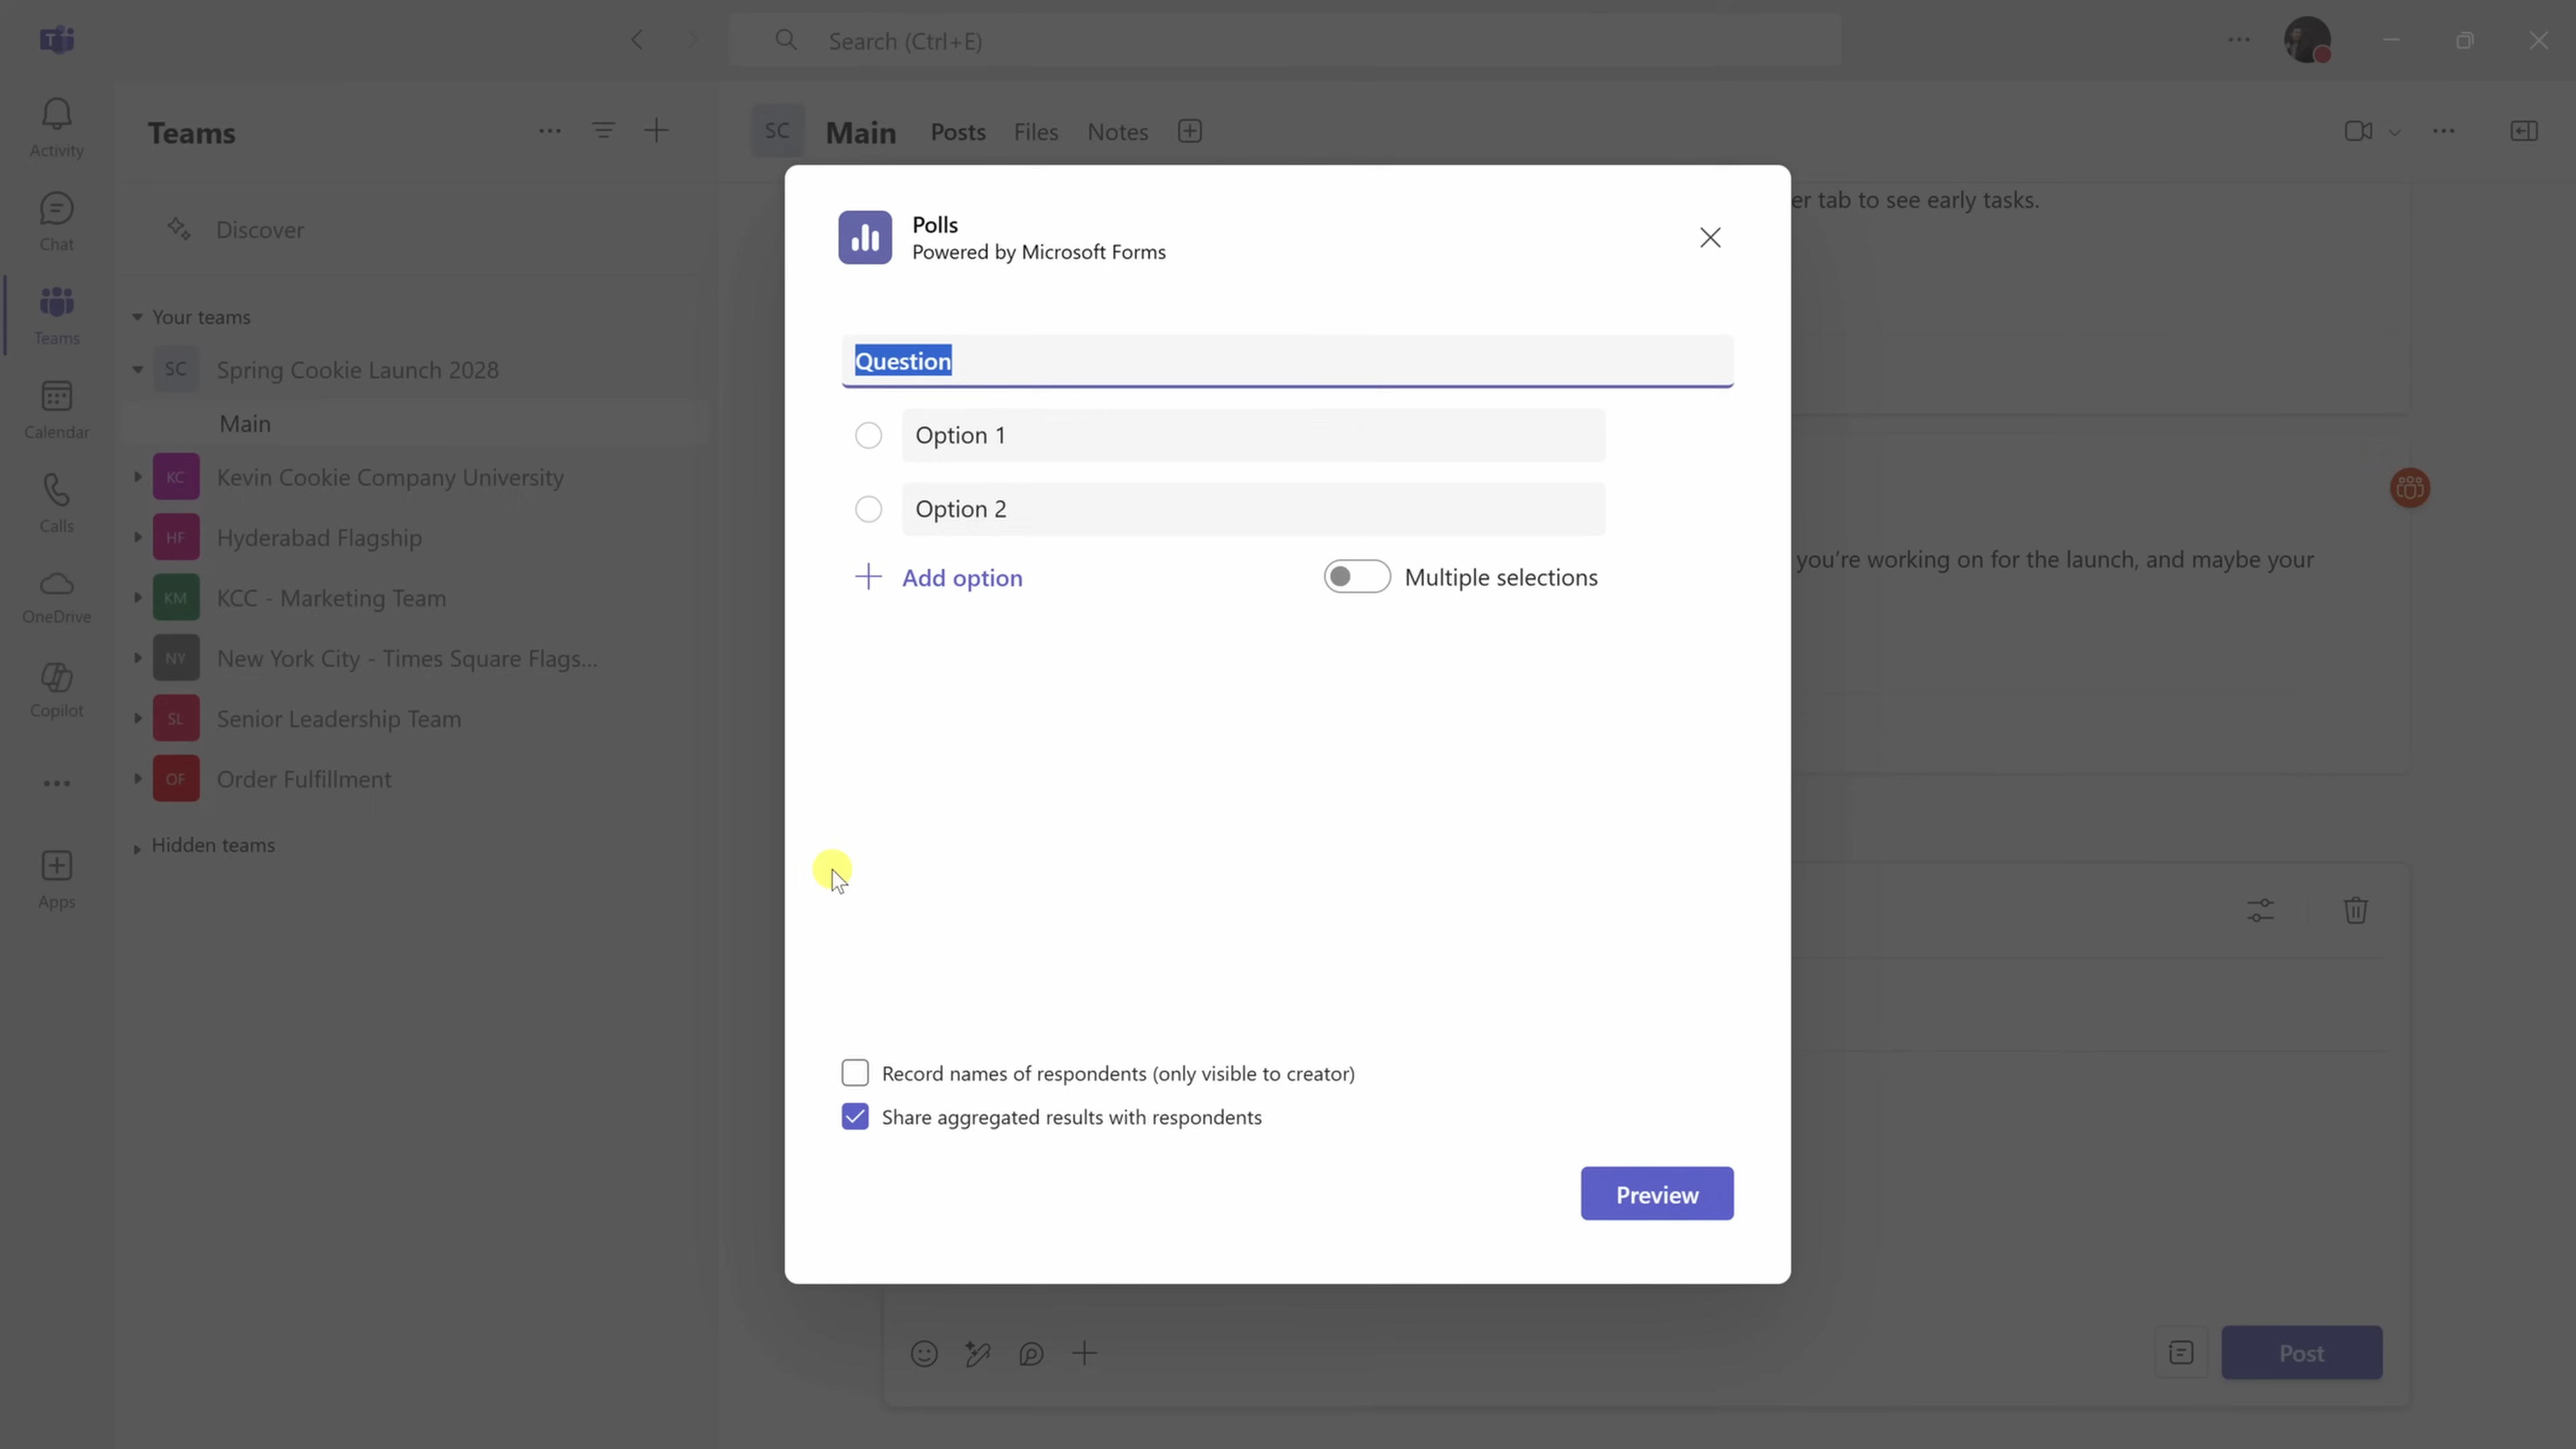 Search (Ctrl+E)
Activity
Chat
Teams
Calendar
Calls
OneDrive
Copilot
Apps
Teams
Discover
Your teams
SC Spring Cookie Launch 2028
Main
KC Kevin Cookie Company University
HF Hyderabad Flagship
KM KCC - Marketing Team
NY New York City - Times Square Flags...
SL Senior Leadership Team
OF Order Fulfillment
Hidden teams
SC Main Posts Files Notes
er tab to see early tasks.
you're working on for the launch, and maybe your
Polls
Powered by Microsoft Forms
Question
Option 1
Option 2
Add option Multiple selections
Record names of respondents (only visible to creator)
Share aggregated results with respondents
Preview
Post